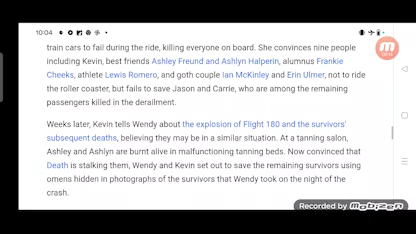 10:04
train cars to fail during the ride, killing everyone on board. She convinces nine people
including Kevin, best friends Ashley Freund and Ashlyn Halperin, alumnus Frankie
Cheeks, athlete Lewis Romero, and goth couple Ian McKinley and Erin Ulmer, not to ride
the roller coaster, but fails to save Jason and Carrie, who are among the remaining
passengers killed in the derailment.
Weeks later, Kevin tells Wendy about the explosion of Flight 180 and the survivors'
subsequent deaths, believing they may be in a similar situation. At a tanning salon,
Ashley and Ashlyn are burnt alive in malfunctioning tanning beds. Now convinced that
Death is stalking them, Wendy and Kevin set out to save the remaining survivors using
omens hidden in photographs of the survivors that Wendy took on the night of the
crash.
Recorded by Mobizen